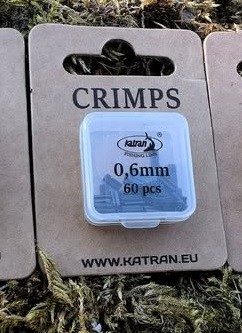 CRIMPS
katran
FISHING LINE
0,6mm
60 pcs
WWW.KATRAN.EU